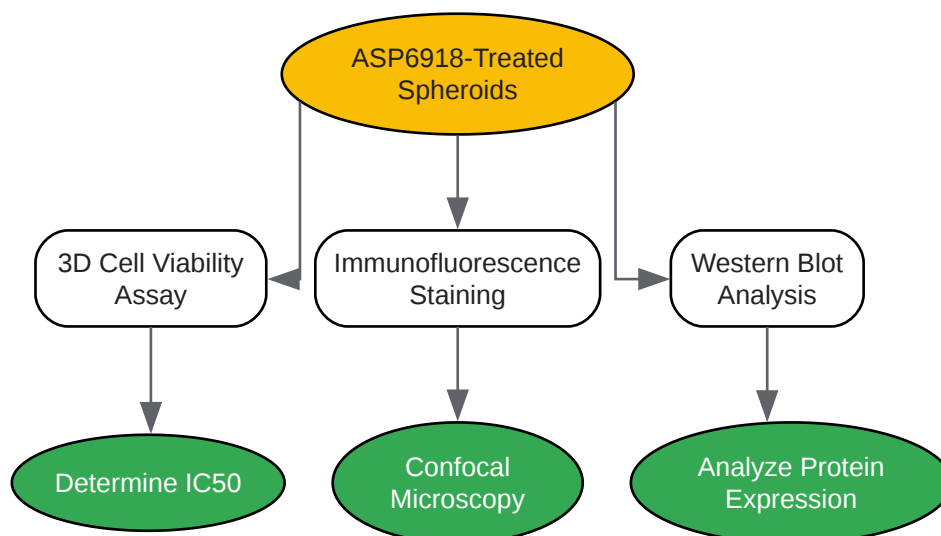 ASP6918-Treated
Spheroids
3D Cell Viability
Assay
Immunofluorescence
Staining
Western Blot
Analysis
Determine IC50
Confocal
Microscopy
Analyze Protein
Expression